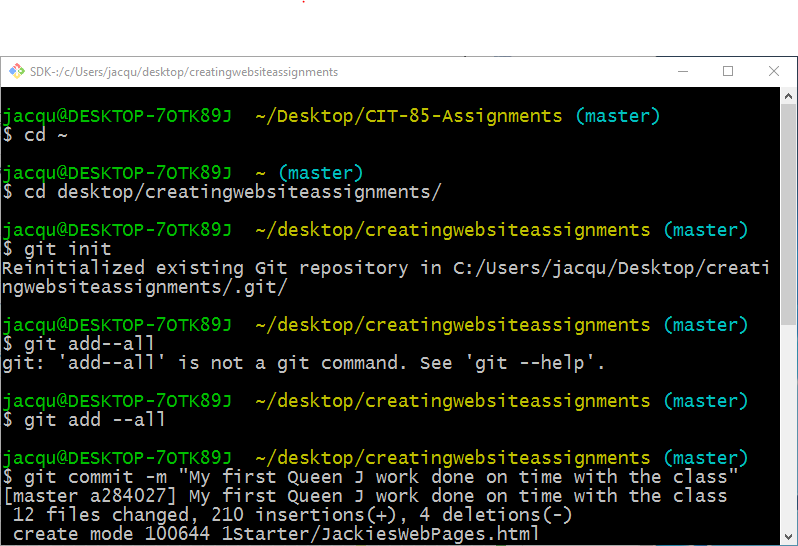 SDK-:/c/Users/jacqu/desktop/creatingwebsiteassignments
jacqu@DESKTOP-7OTK89J ~/Desktop/CIT-85-Assignments (master)
$ cd ~
jacqu@DESKTOP-7OTK89J ~ (master)
$ cd desktop/creatingwebsiteassignments/
jacqu@DESKTOP-7OTK89J ~/desktop/creatingwebsiteassignments (master)
$ git init
Reinitialized existing Git repository in C:/Users/jacqu/Desktop/creati
ngwebsiteassignments/.git/
jacqu@DESKTOP-7OTK89J ~/desktop/creatingwebsiteassignments (master)
$ git add--all
git: 'add--all' is not a git command. See 'git --help'.
jacqu@DESKTOP-7OTK89J ~/desktop/creatingwebsiteassignments (master)
$ git add --all
jacqu@DESKTOP-7OTK89J ~/desktop/creatingwebsiteassignments (master)
$ git commit -m "My first Queen J work done on time with the class"
[master a284027] My first Queen J work done on time with the class
12 files changed, 210 insertions(+), 4 deletions(-)
create mode 100644 1Starter/JackiesWebPages.html